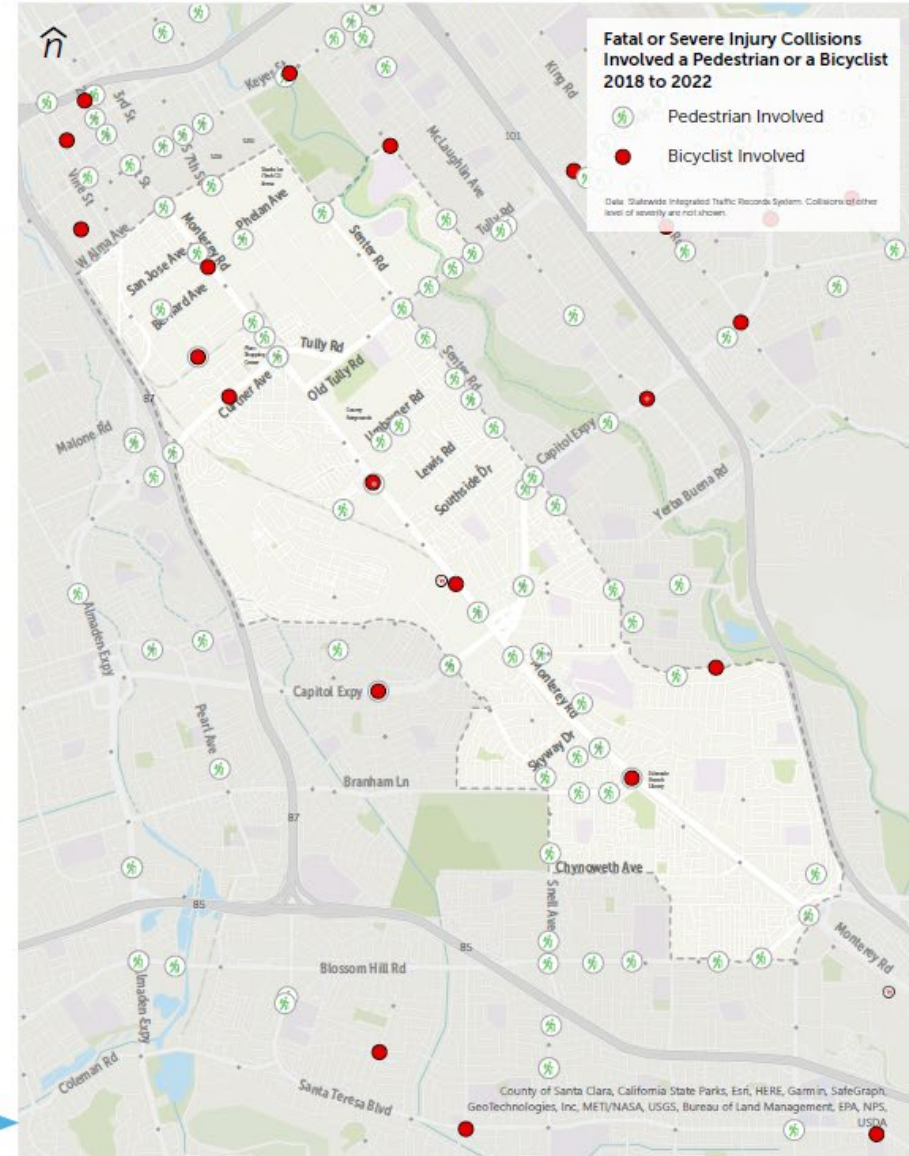 n
Fatal or Severe Injury Collisions
Involved a Pedestrian or a Bicyclist
2018 to 2022
Pedestrian Involved
Bicyclist Involved
Data: Statewide Integrated Traffic Records System. Collisions of other
level of severity are not shown.
Keyes St
King Rd
3rd St
101
McLaughlin Ave
S 7th St
Vine St
Phelan Ave
Tully Rd
W Alma Ave
Monterey Rd
Senter Rd
San Jose Ave
Tully Rd
Old Tully Rd
Senter Rd
87
Curtner Ave
Malone Rd
Capitol Expy
Lewis Rd
Southside Dr
Yerba Buena Rd
Almaden Expy
Capitol Expy
Monterey Rd
Pearl Ave
Skyway Dr
Branham Ln
87
Chynoweth Ave
85
Snell Ave
85
Monterey Rd
Blossom Hill Rd
lmaden Expy
Coleman Rd
Santa Teresa Blvd
County of Santa Clara, California State Parks, Esri, HERE, Garmin, SafeGraph,
GeoTechnologies, Inc, METI/NASA, USGS, Bureau of Land Management, EPA, NPS,
USDA